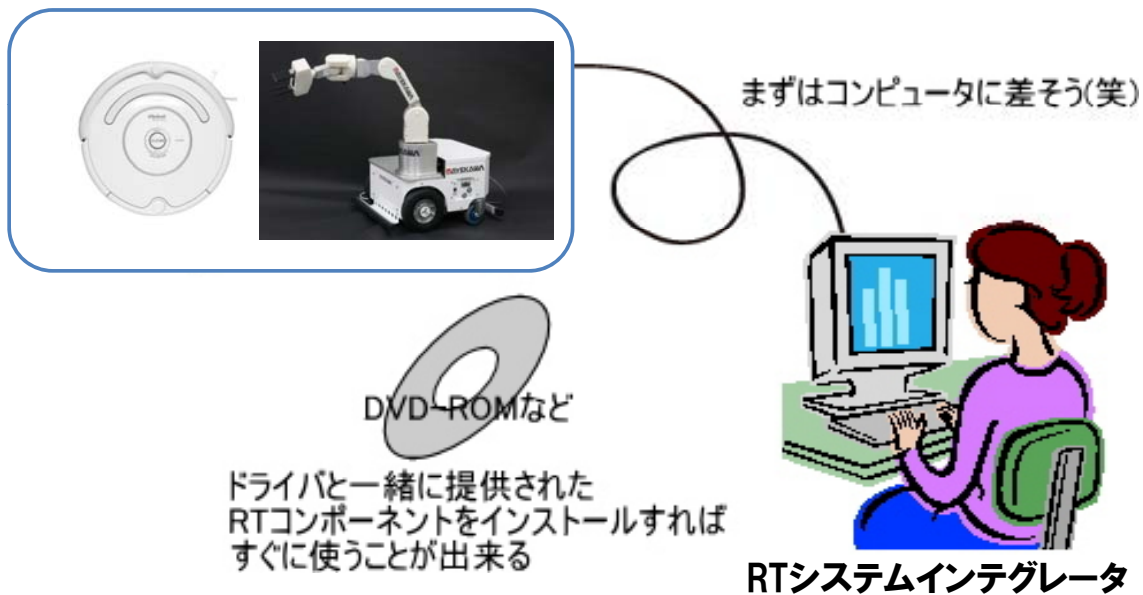 まずはコンピュータに差そう(笑)
MAYEKAWA
DVD-ROMなど
ドライバと一緒に提供された
RTコンポーネントをインストールすれば
すぐに使うことが出来る
RTシステムインテグレータ